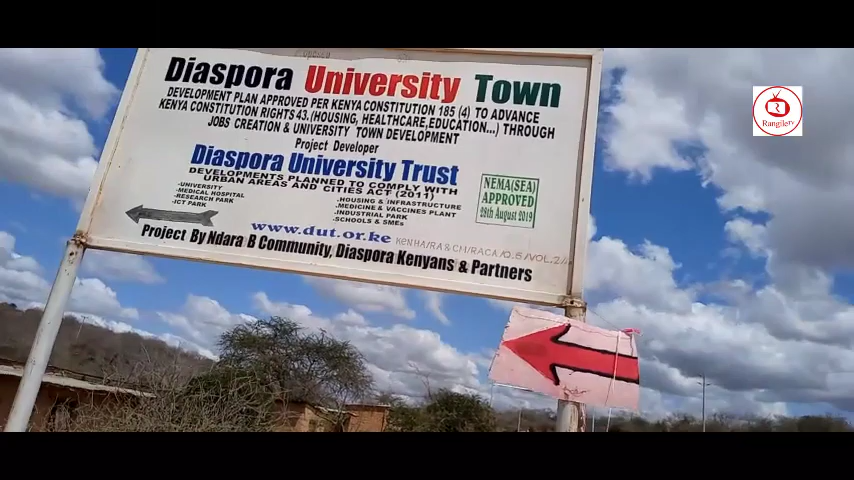 Diaspora University Town
DEVELOPMENT PLAN APPROVED PER KENYA CONSTITUTION 185 (4) TO ADVANCE
KENYA CONSTITUTION RIGHTS 43.(HOUSING, HEALTHCARE,EDUCATION...) THROUGH
JOBS CREATION & UNIVERSITY TOWN DEVELOPMENT
Project Developer
Diaspora University Trust
DEVELOPMENTS PLANNED TO COMPLY WITH
URBAN AREAS AND CITIES ACT (2011)
-UNIVERSITY
-MEDICAL HOSPITAL
-RESEARCH PARK
-ICT PARK
-HOUSING & INFRASTRUCTURE
-MEDICINE & VACCINES PLANT
-INDUSTRIAL PARK
-SCHOOLS & SMEs
NEMA(SEA)
APPROVED
28th August 2019
www.dut.or.ke
Project By Ndara B Community, Diaspora Kenyans & Partners
Rangiletv